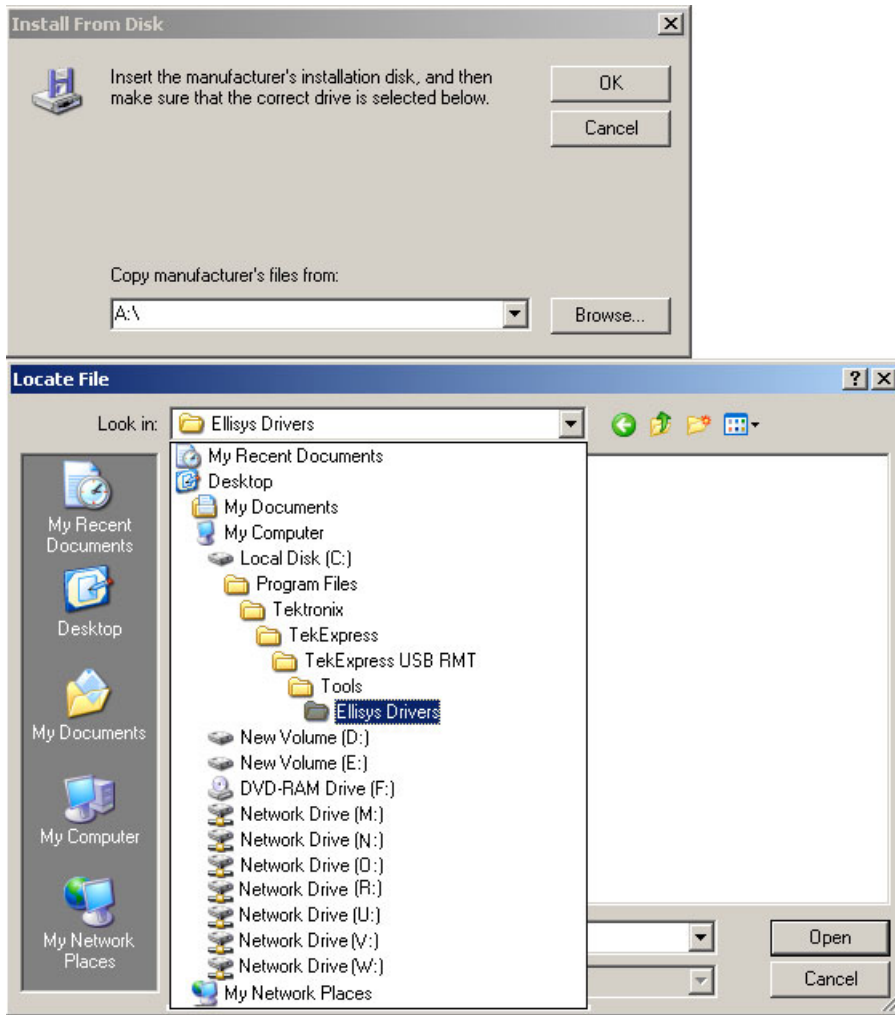 Install From Disk
Insert the manufacturer's installation disk, and then
make sure that the correct drive is selected below.
OK
Cancel
Copy manufacturer's files from:
A:\
Browse...
Locate File
Look in:
Ellisys Drivers
My Recent Documents
Desktop
My Documents
My Computer
Local Disk (C:)
Program Files
Tektronix
TekExpress
TekExpress USB RMT
Tools
Ellisys Drivers
New Volume (D:)
New Volume (E:)
DVD-RAM Drive (F:)
Network Drive (M:)
Network Drive (N:)
Network Drive (O:)
Network Drive (R:)
Network Drive (U:)
Network Drive (V:)
Network Drive (W:)
My Network Places
My Recent
Documents
Desktop
My Documents
My Computer
My Network
Places
Open
Cancel